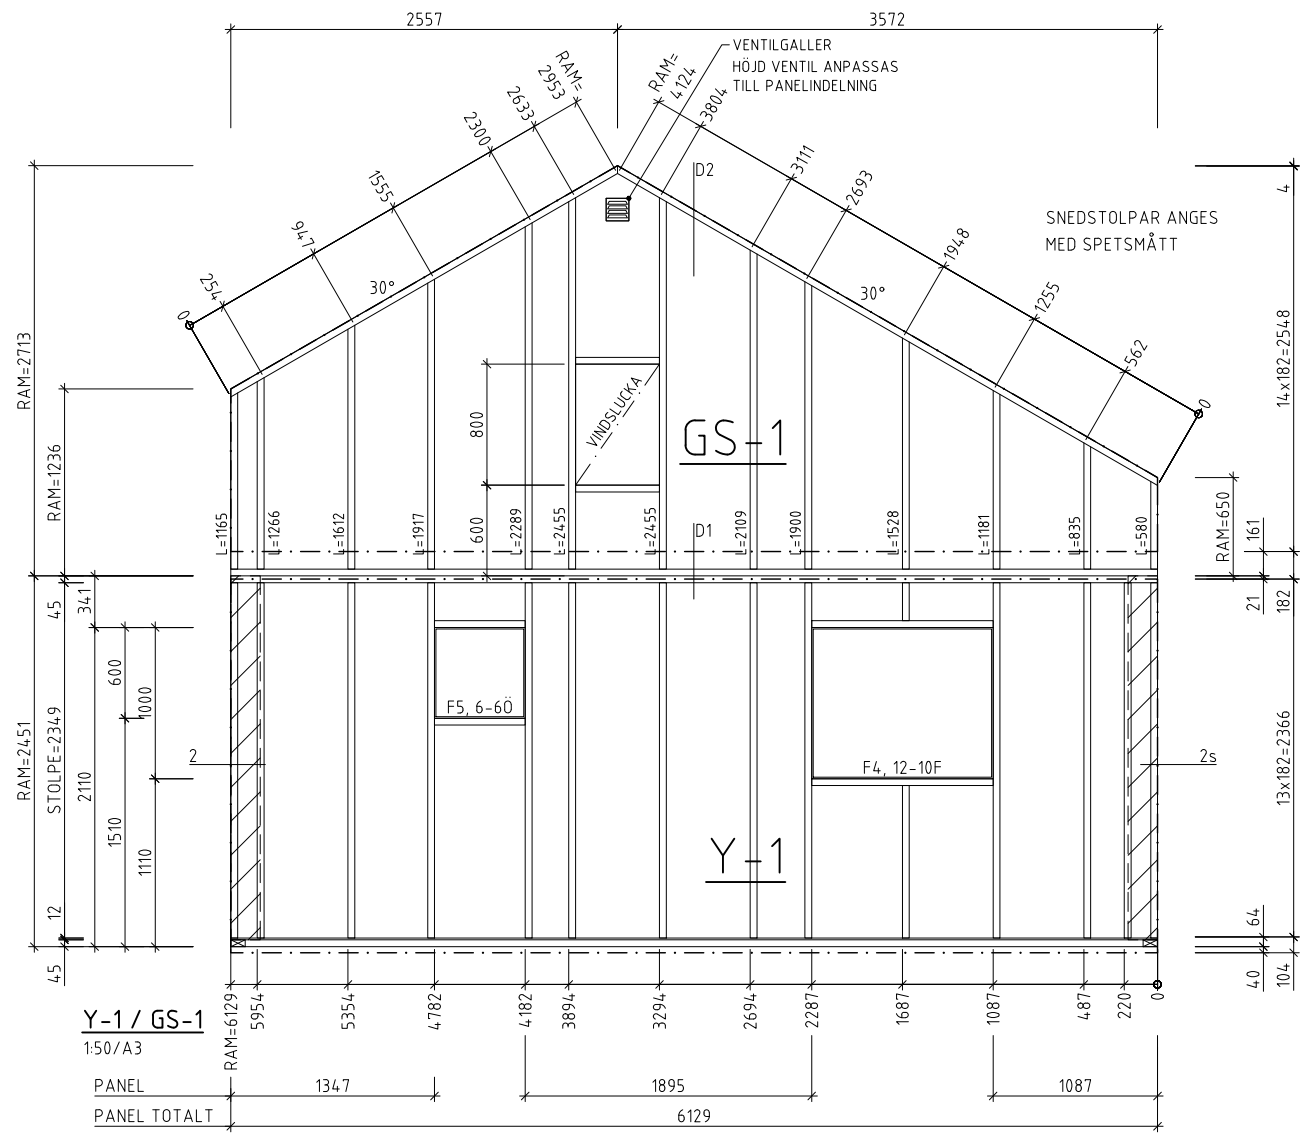 2557
3572
VENTILGALLER
HÖJD VENTIL ANPASSAS
TILL PANELINDELNING
RAM=
2953
2633
2300
1555
947
254
0
RAM=
4124
3804
3111
2693
1948
1255
562
0
D2
SNEDSTOLPAR ANGES
MED SPETSMÅTT
30°
30°
4
14x182=2548
RAM=2713
RAM=1236
800
VINDSLUCKA
GS-1
600
D1
L=1165
L=1266
L=1612
L=1917
L=2289
L=2455
L=2455
L=2109
L=1900
L=1528
L=1181
L=835
L=580
RAM=650
161
21
182
45
341
600
1000
F5, 6-6Ö
F4, 12-10F
2
2s
RAM=2451
STOLPE=2349
2110
1510
1110
13x182=2366
Y-1
12
45
64
40
104
RAM=6129
5954
5354
4782
4182
3894
3294
2694
2287
1687
1087
487
220
0
Y-1 / GS-1
1:50/A3
PANEL
1347
1895
1087
PANEL TOTALT
6129